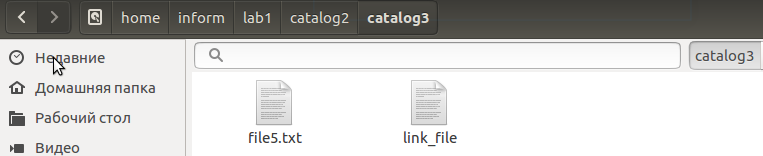 home inform lab1 catalog2 catalog3
Недавние
catalog3
Домашняя папка
Рабочий стол
Видео
file5.txt link_file